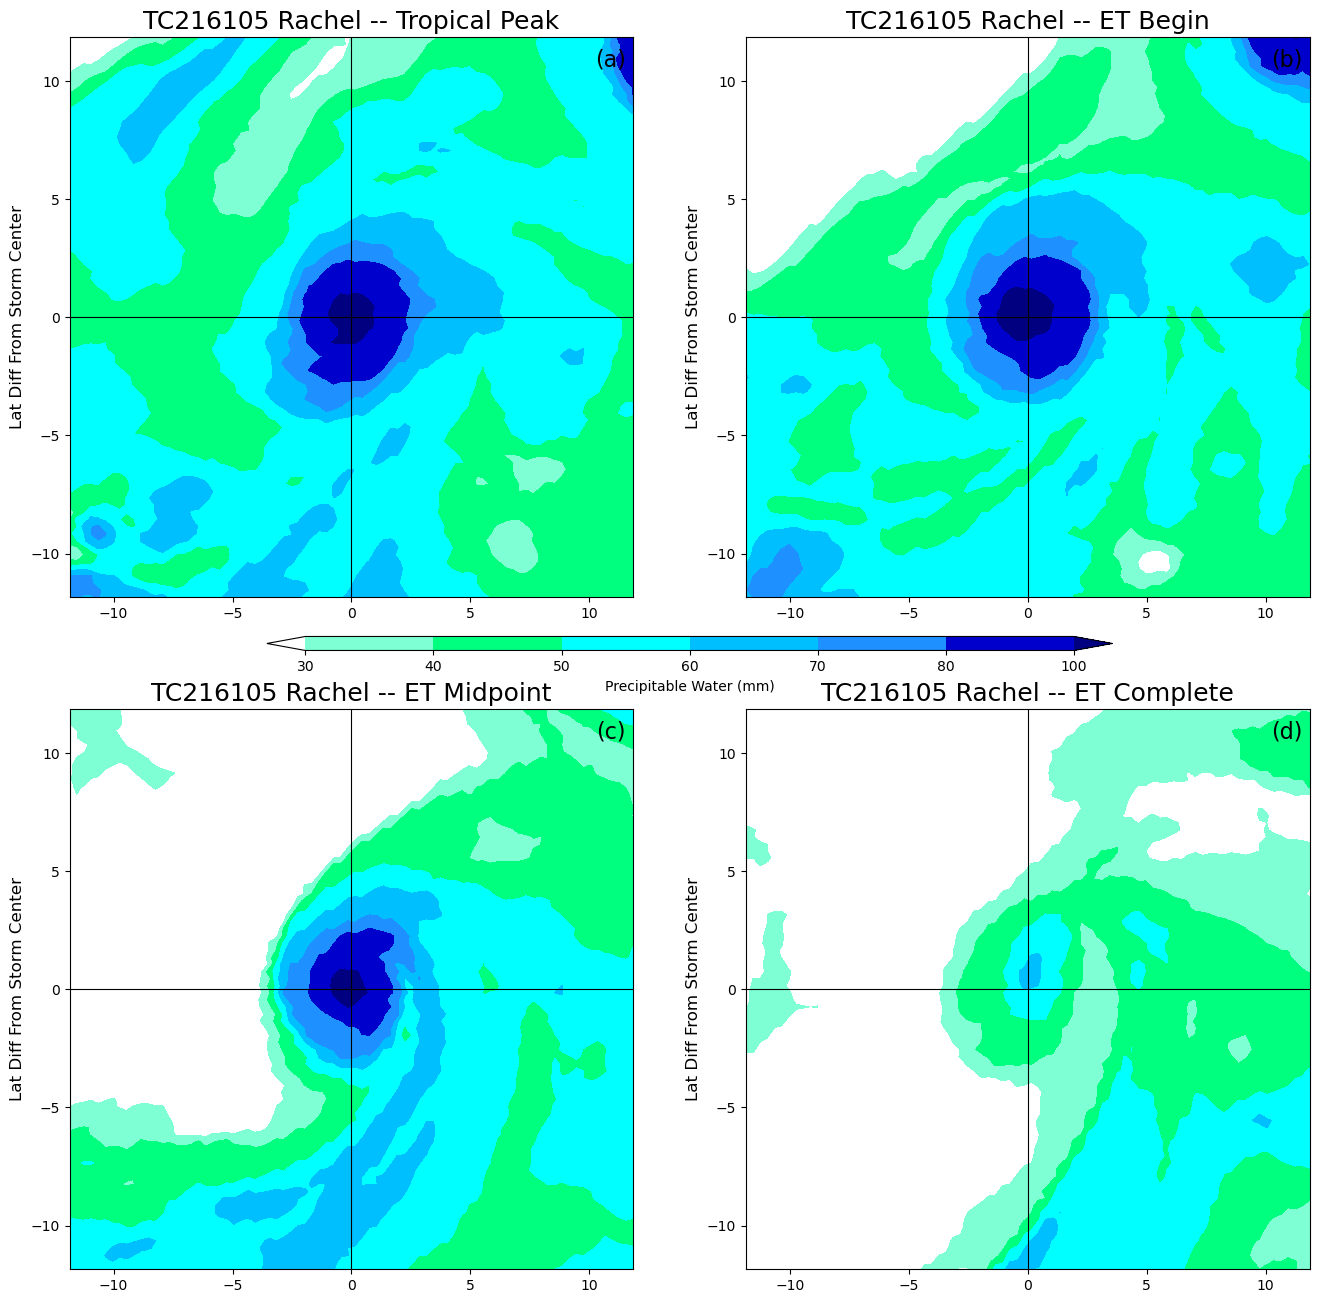 TC216105 Rachel -- Tropical Peak
TC216105 Rachel -- ET Begin
(a)
(b)
10
5
0
−5
−10
Lat Diff From Storm Center
−10 −5 0 5 10
10
5
0
−5
−10
Lat Diff From Storm Center
−10 −5 0 5 10
30 40 50 60 70 80 100
Precipitable Water (mm)
TC216105 Rachel -- ET Midpoint
TC216105 Rachel -- ET Complete
(c)
(d)
10
5
0
−5
−10
Lat Diff From Storm Center
−10 −5 0 5 10
10
5
0
−5
−10
Lat Diff From Storm Center
−10 −5 0 5 10